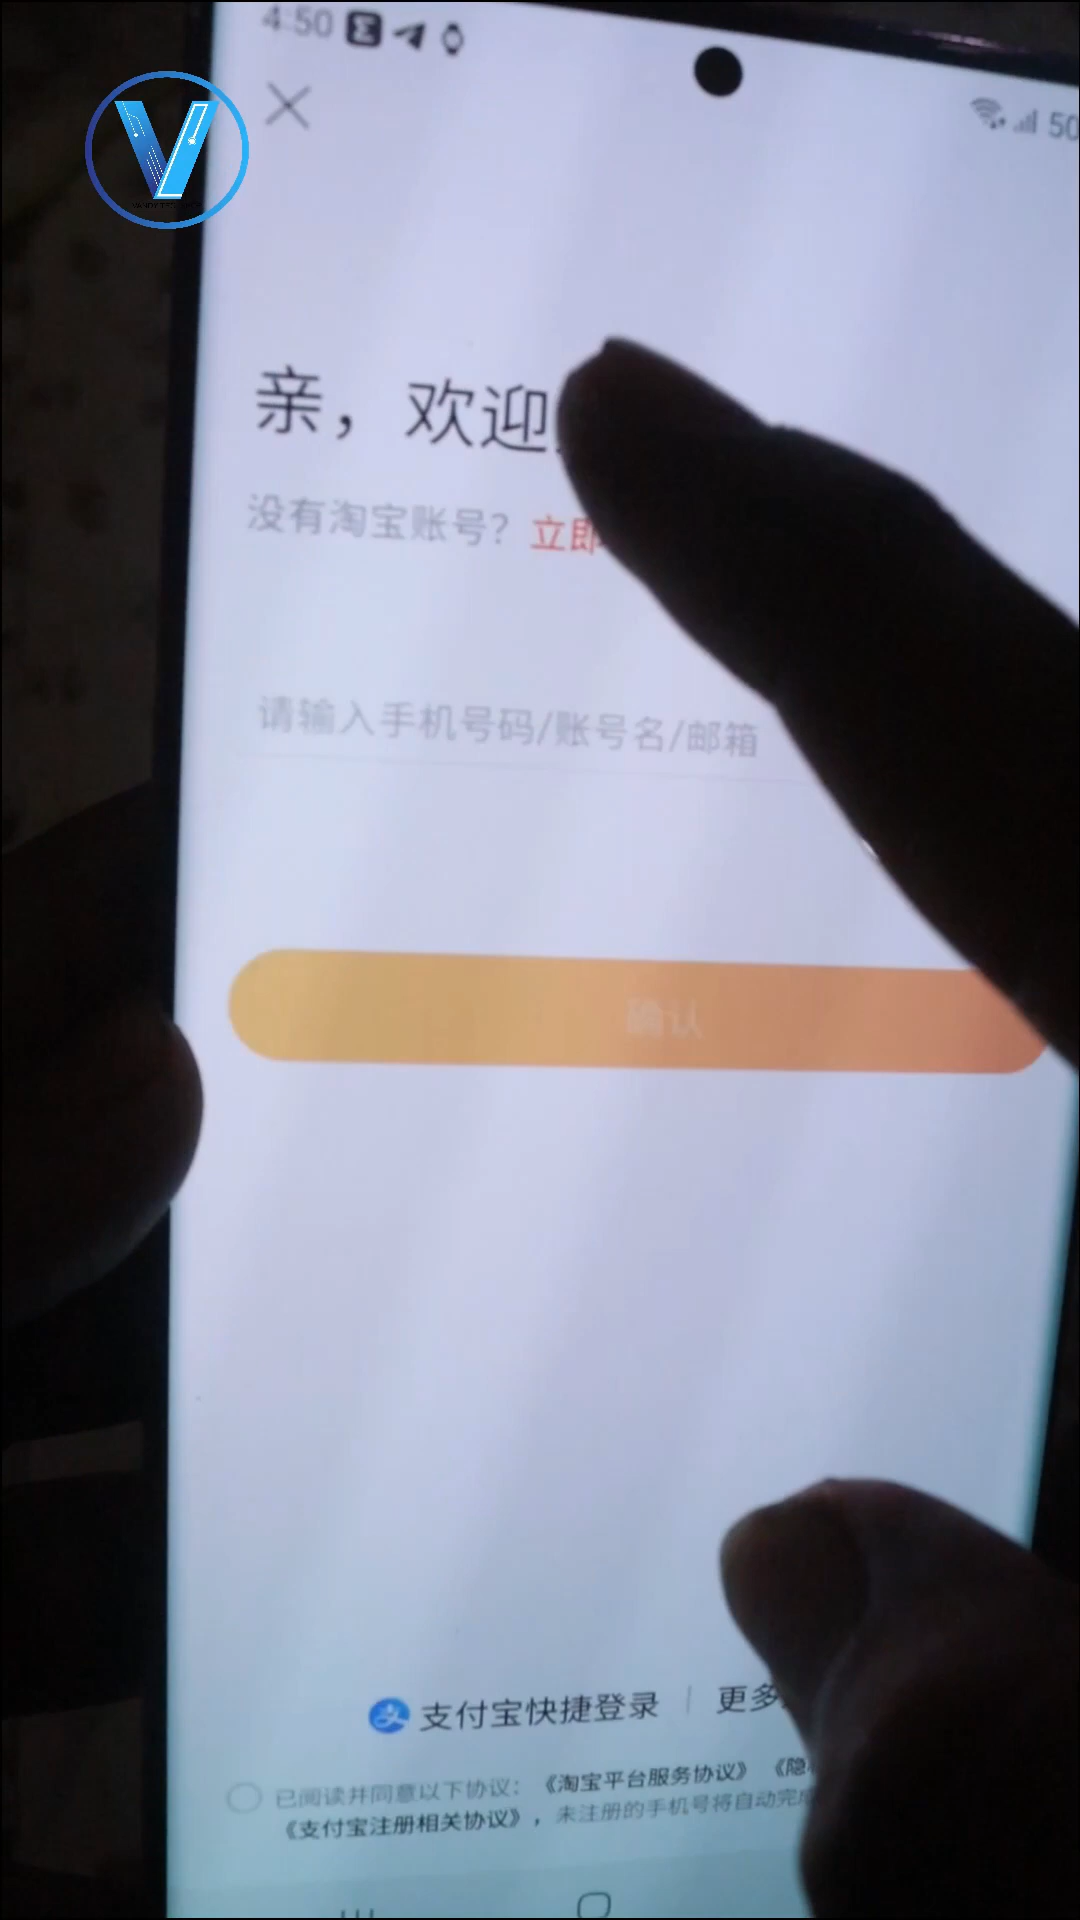 4:50
50
亲，欢迎
没有淘宝账号？立即
请输入手机号码/账号名/邮箱
确认
支付宝快捷登录 | 更多
已阅读并同意以下协议：《淘宝平台服务协议》《隐
《支付宝注册相关协议》，未注册的手机号将自动完成